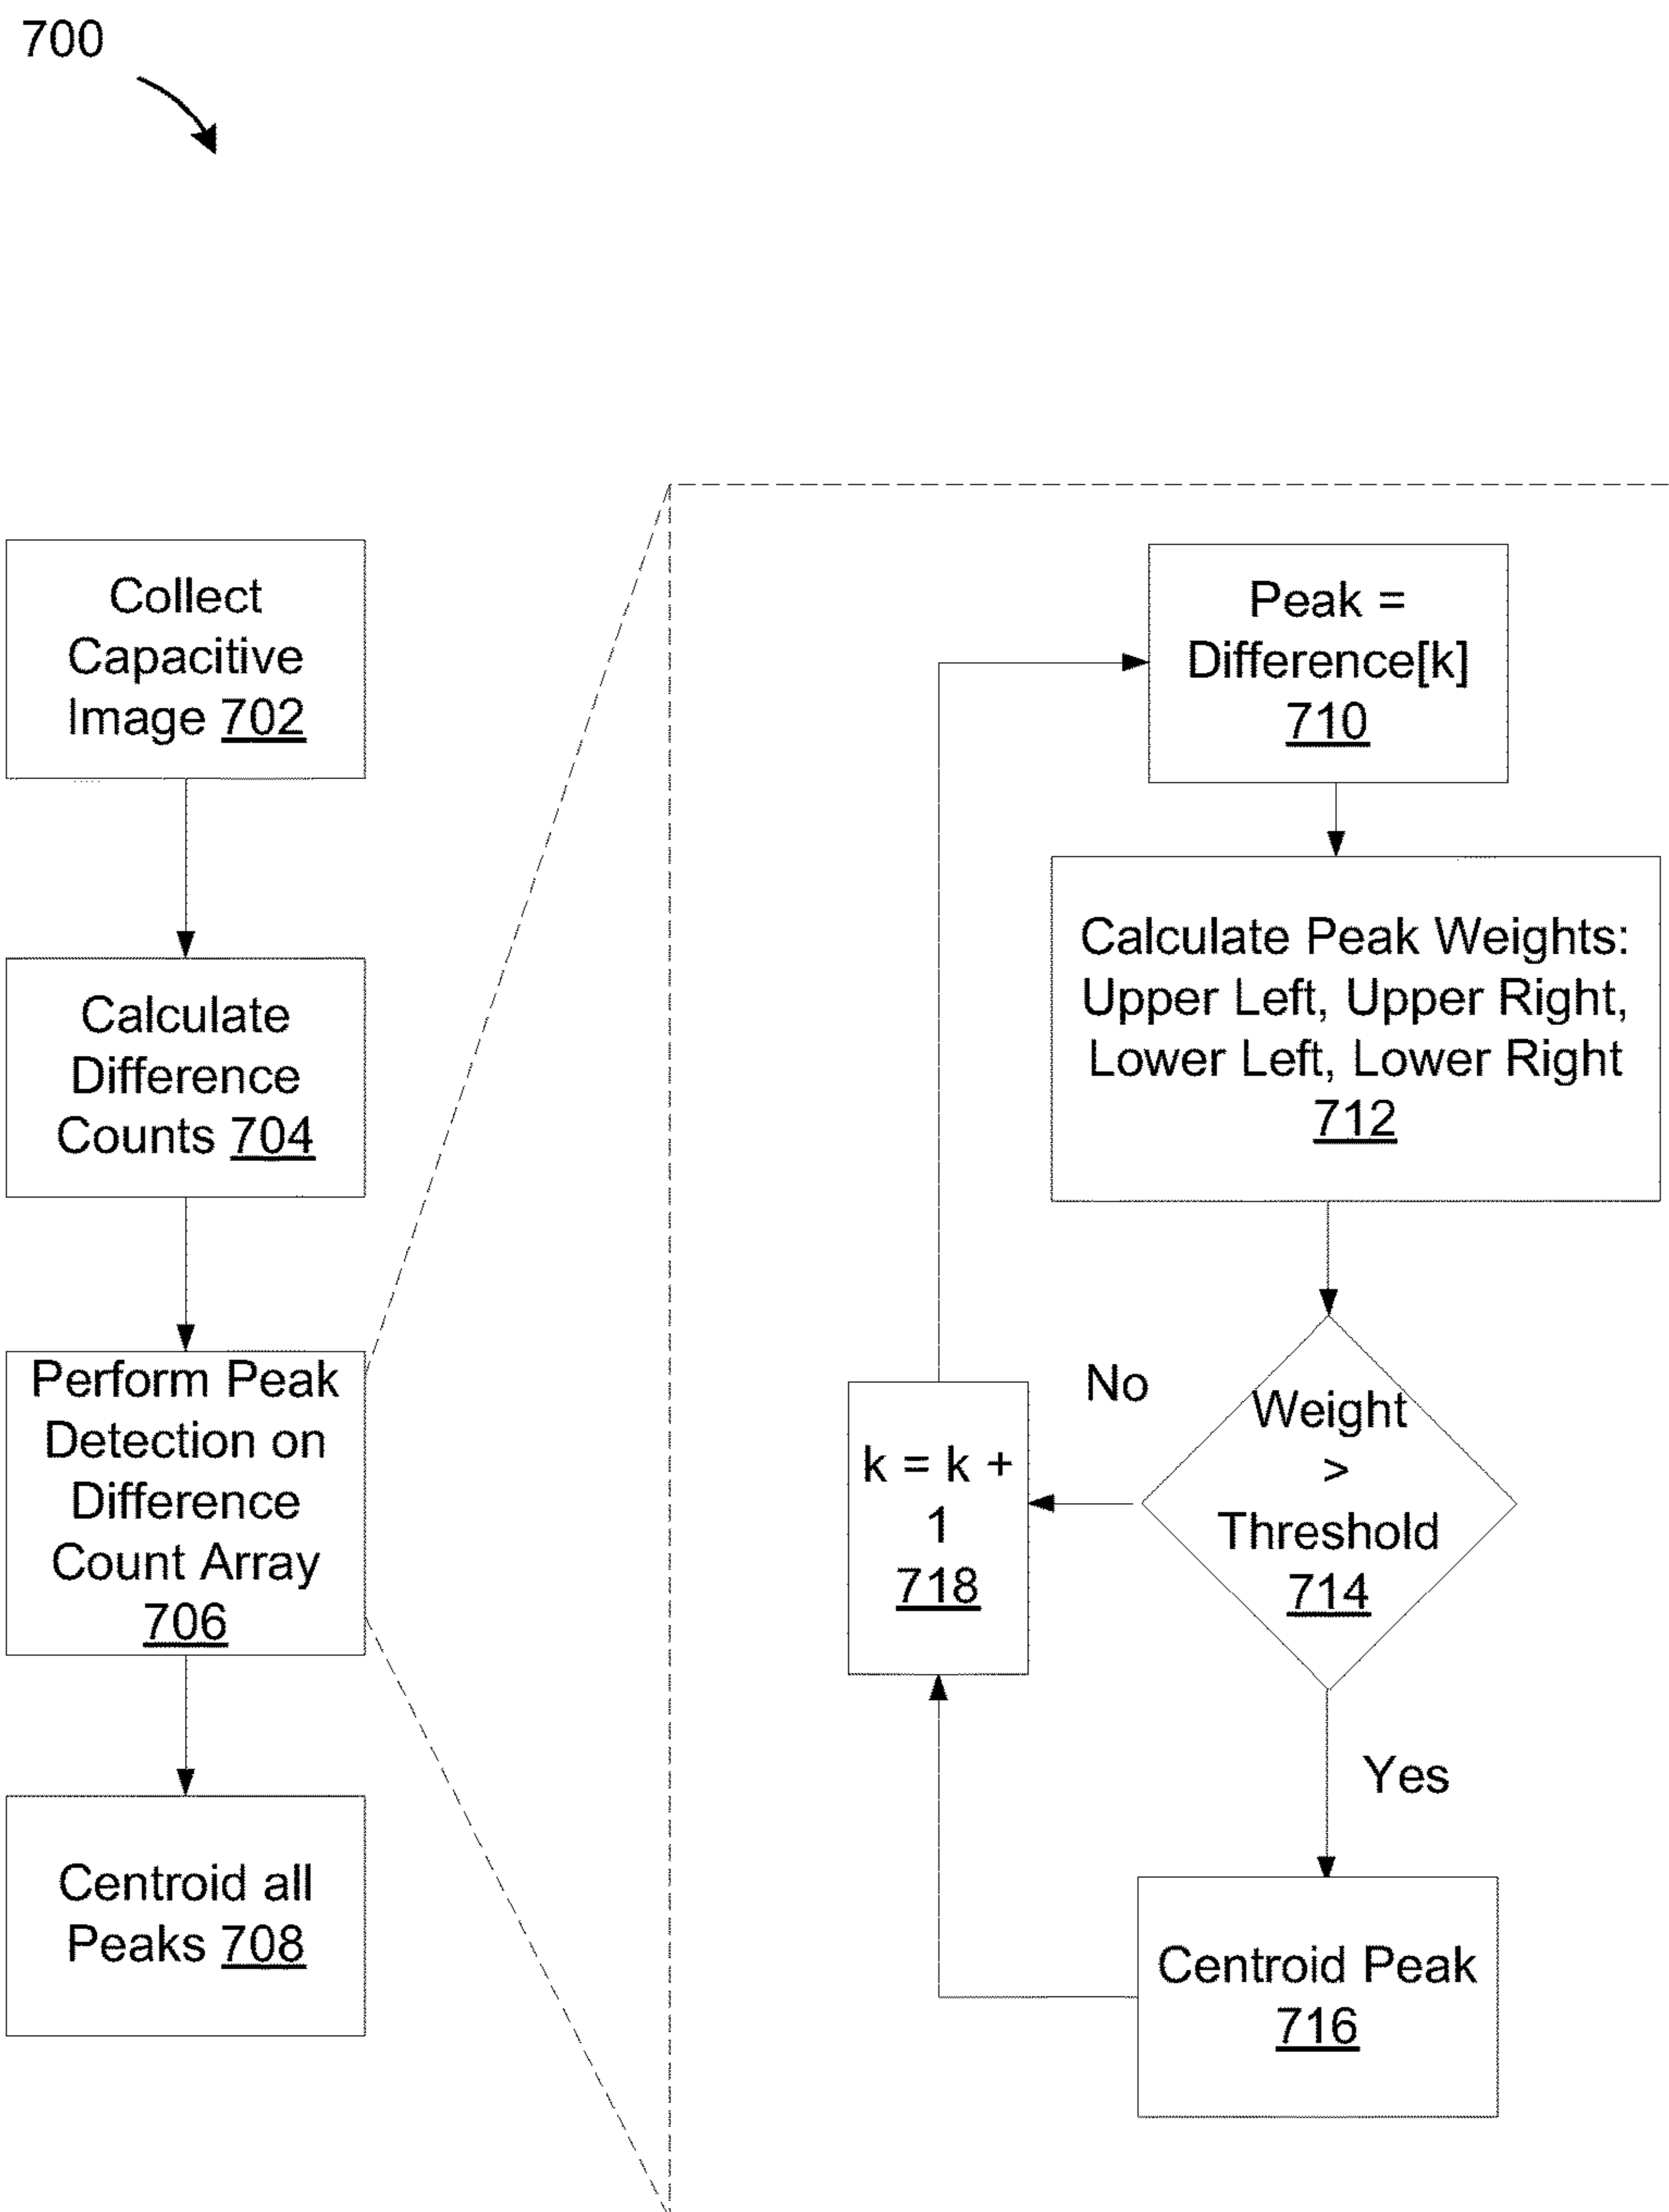 700
Collect
Capacitive
Image 702
Calculate
Difference
Counts 704
Perform Peak
Detection on
Difference
Count Array
706
Centroid all
Peaks 708
Peak =
Difference[k]
710
Calculate Peak Weights:
Upper Left, Upper Right,
Lower Left, Lower Right
712
Weight
>
Threshold
714
No
k = k +
1
718
Yes
Centroid Peak
716